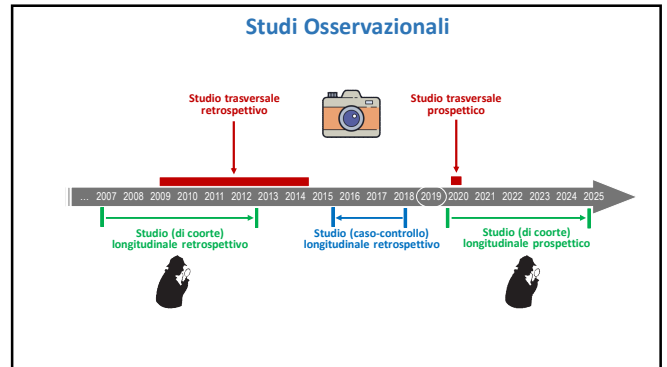 Studi Osservazionali
Studio trasversale
retrospettivo
Studio trasversale
prospettico
... 2007 2008 2009 2010 2011 2012 2013 2014 2015 2016 2017 2018 2019 2020 2021 2022 2023 2024 2025
Studio (di coorte)
longitudinale retrospettivo
Studio (caso-controllo)
longitudinale retrospettivo
Studio (di coorte)
longitudinale prospettico